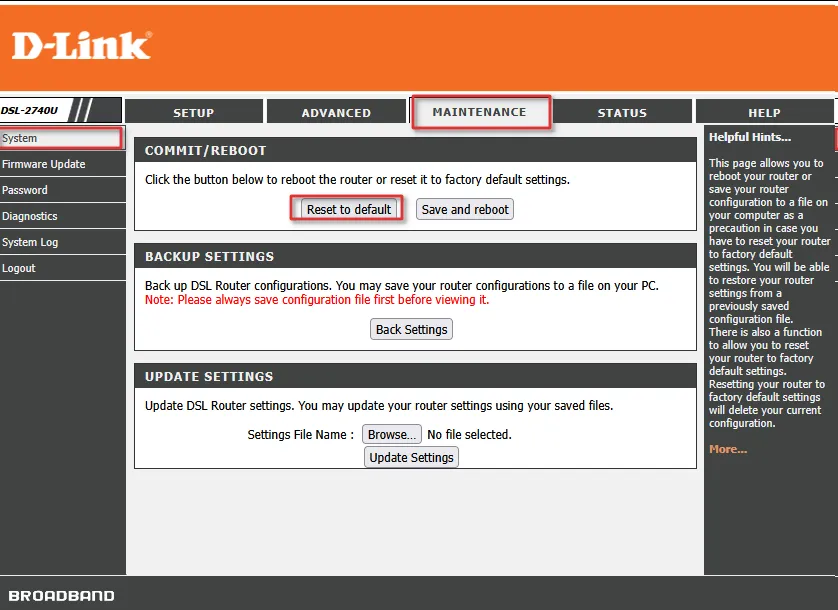 D-Link®
DSL-2740U
SETUP
ADVANCED
MAINTENANCE
STATUS
HELP
System
Firmware Update
Password
Diagnostics
System Log
Logout
COMMIT/REBOOT
Click the button below to reboot the router or reset it to factory default settings.
Reset to default
Save and reboot
BACKUP SETTINGS
Back up DSL Router configurations. You may save your router configurations to a file on your PC.
Note: Please always save configuration file first before viewing it.
Back Settings
UPDATE SETTINGS
Update DSL Router settings. You may update your router settings using your saved files.
Settings File Name : Browse... No file selected.
Update Settings
Helpful Hints...
This page allows you to
reboot your router or
save your router
configuration to a file on
your computer as a
precaution in case you
have to reset your router
to factory default
settings. You will be able
to restore your router
settings from a
previously saved
configuration file.
There is also a function
to allow you to reset
your router to factory
default settings.
Resetting your router to
factory default settings
will delete your current
configuration.
More...
BROADBAND